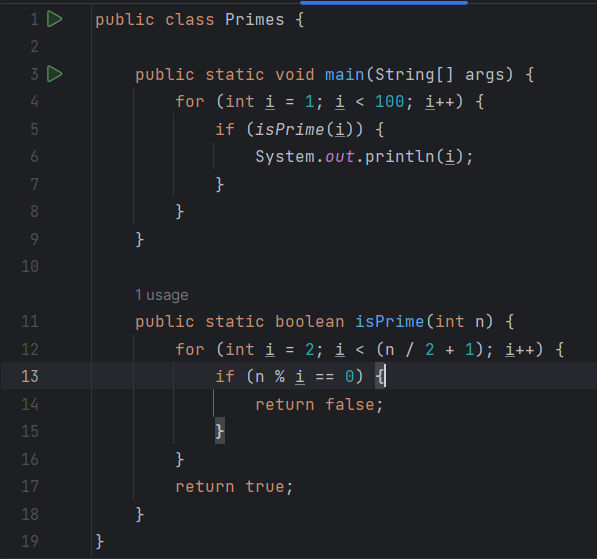 1 public class Primes {
2
3     public static void main(String[] args) {
4         for (int i = 1; i < 100; i++) {
5             if (isPrime(i)) {
6                 System.out.println(i);
7             }
8         }
9     }
10
1 usage
11     public static boolean isPrime(int n) {
12         for (int i = 2; i < (n / 2 + 1); i++) {
13             if (n % i == 0) {
14                 return false;
15             }
16         }
17         return true;
18     }
19 }